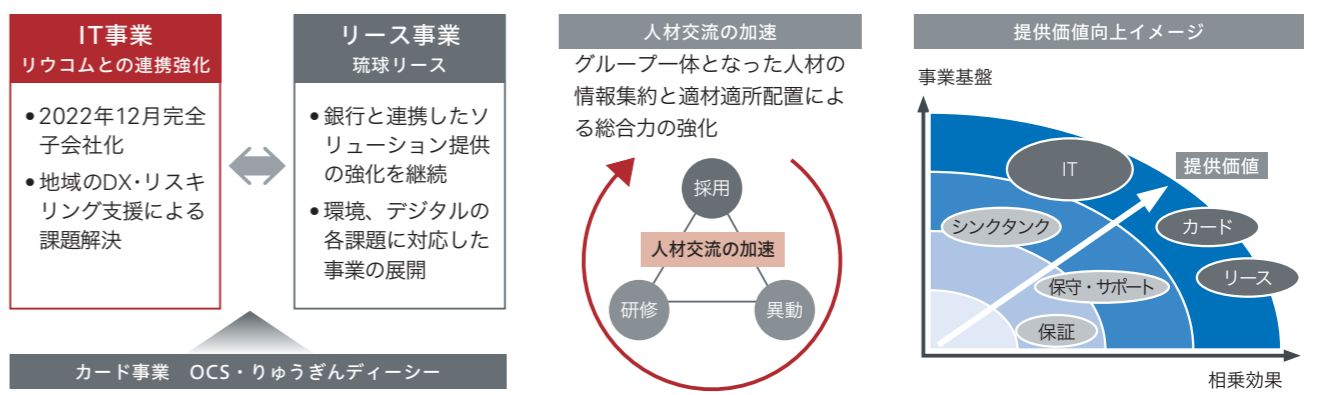 IT事業
リウコムとの連携強化
•2022年12月完全
子会社化
•地域のDX・リスキ
リング支援による
課題解決
リース事業
琉球リース
•銀行と連携したソ
リューション提供
の強化を継続
•環境、デジタルの
各課題に対応した
事業の展開
カード事業　OCS・りゅうぎんディーシー
人材交流の加速
グループ一体となった人材の
情報集約と適材適所配置によ
る総合力の強化
採用
人材交流の加速
研修
異動
提供価値向上イメージ
事業基盤
IT
提供価値
シンクタンク
カード
リース
保守・サポート
保証
相乗効果